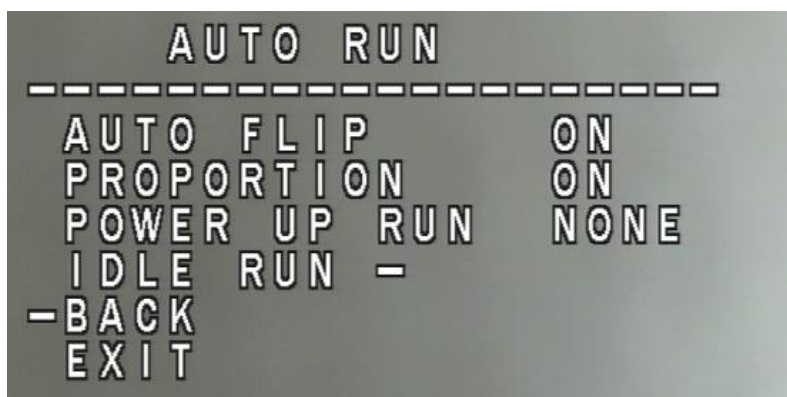 AUTO RUN
--------------------
AUTO FLIP ON
PROPORTION ON
POWER UP RUN NONE
IDLE RUN -
-BACK
EXIT